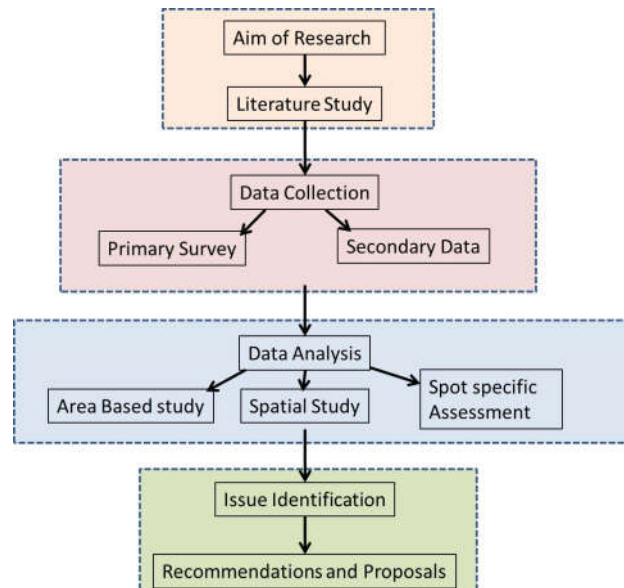 Aim of Research
Literature Study
Data Collection
Primary Survey
Secondary Data
Data Analysis
Area Based study
Spatial Study
Spot specific
Assessment
Issue Identification
Recommendations and Proposals